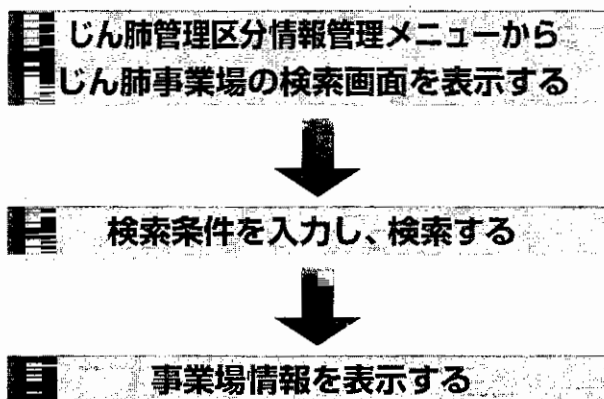 じん肺管理区分情報管理メニューから
じん肺事業場の検索画面を表示する
検索条件を入力し、検索する
事業場情報を表示する